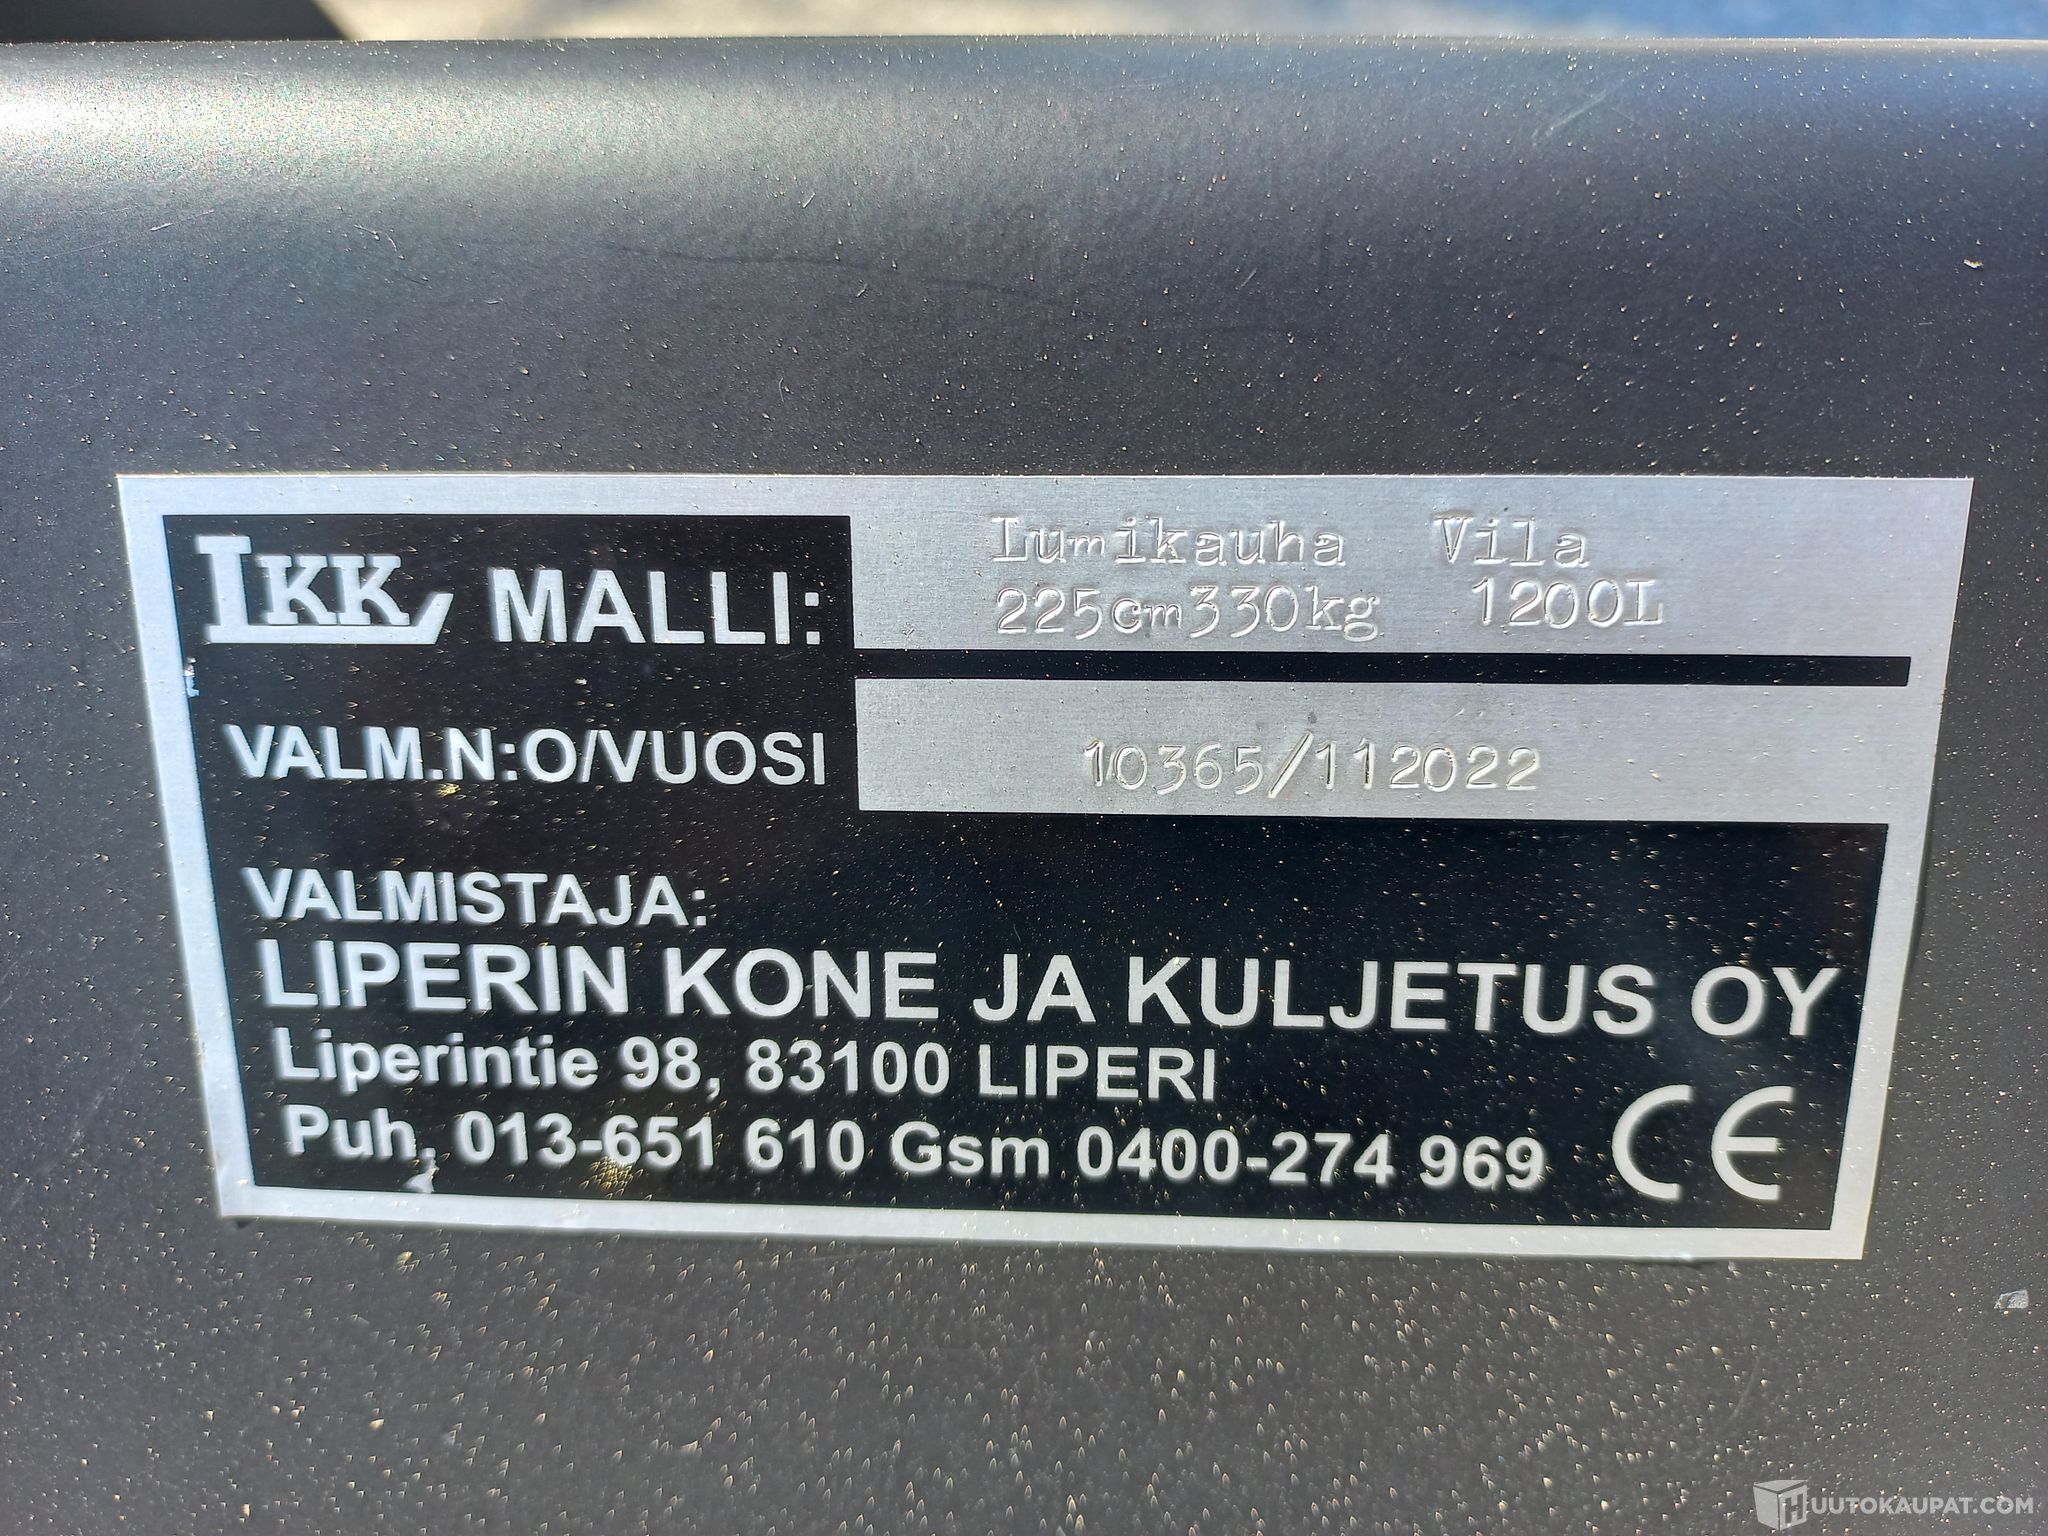 LKK MALLI: Lumikauha Vila
225cm330kg 1200L
VALM.N:O/VUOSI 10365/112022
VALMISTAJA:
LIPERIN KONE JA KULJETUS OY
Liperintie 98, 83100 LIPERI
Puh. 013-651 610 Gsm 0400-274 969 CE
HUUTOKAUPAT.COM